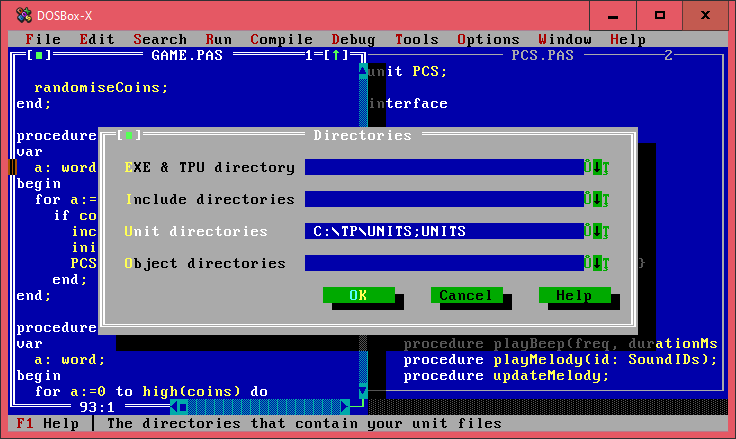 DOSBox-X
File Edit Search Run Compile Debug Tools Options Window Help
GAME.PAS 1 PCS.PAS 2
randomiseCoins;
end;
procedure
var
a: word
begin
for a:=
if co
inc
ini
PCS
end;
end;
procedure
var
a: word;
begin
for a:=0 to high(coins) do
93:1
unit PCS;
interface
Directories
EXE & TPU directory
Include directories
Unit directories C:\TP\UNITS;UNITS
Object directories
OK Cancel Help
}
procedure playBeep(freq, durationMs
procedure playMelody(id: SoundIDs);
procedure updateMelody;
F1 Help | The directories that contain your unit files